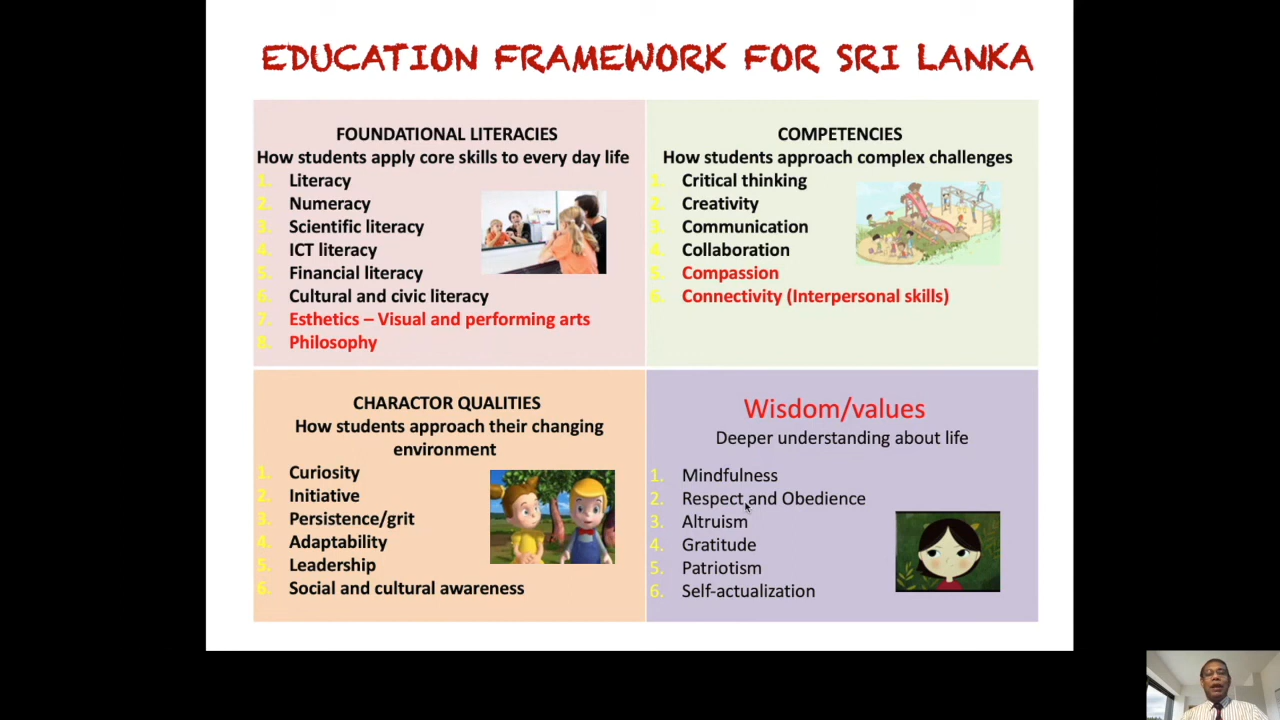 EDUCATION FRAMEWORK FOR SRI LANKA
FOUNDATIONAL LITERACIES
How students apply core skills to every day life
1. Literacy
2. Numeracy
3. Scientific literacy
4. ICT literacy
5. Financial literacy
6. Cultural and civic literacy
7. Esthetics – Visual and performing arts
8. Philosophy
COMPETENCIES
How students approach complex challenges
1. Critical thinking
2. Creativity
3. Communication
4. Collaboration
5. Compassion
6. Connectivity (Interpersonal skills)
CHARACTOR QUALITIES
How students approach their changing
environment
1. Curiosity
2. Initiative
3. Persistence/grit
4. Adaptability
5. Leadership
6. Social and cultural awareness
Wisdom/values
Deeper understanding about life
1. Mindfulness
2. Respect and Obedience
3. Altruism
4. Gratitude
5. Patriotism
6. Self-actualization